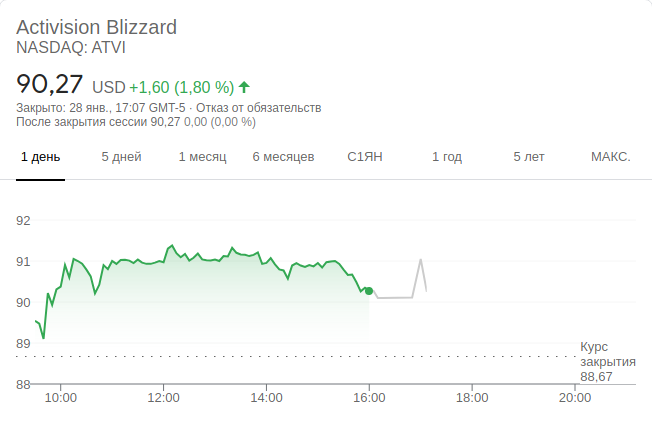 Activision Blizzard
NASDAQ: ATVI
90,27 USD +1,60 (1,80 %)
Закрыто: 28 янв., 17:07 GMT-5 · Отказ от обязательств
После закрытия сессии 90,27 0,00 (0,00 %)
1 день 5 дней 1 месяц 6 месяцев С1ЯН 1 год 5 лет МАКС.
92
91
90
89
Курс
закрытия
88,67
88
10:00 12:00 14:00 16:00 18:00 20:00